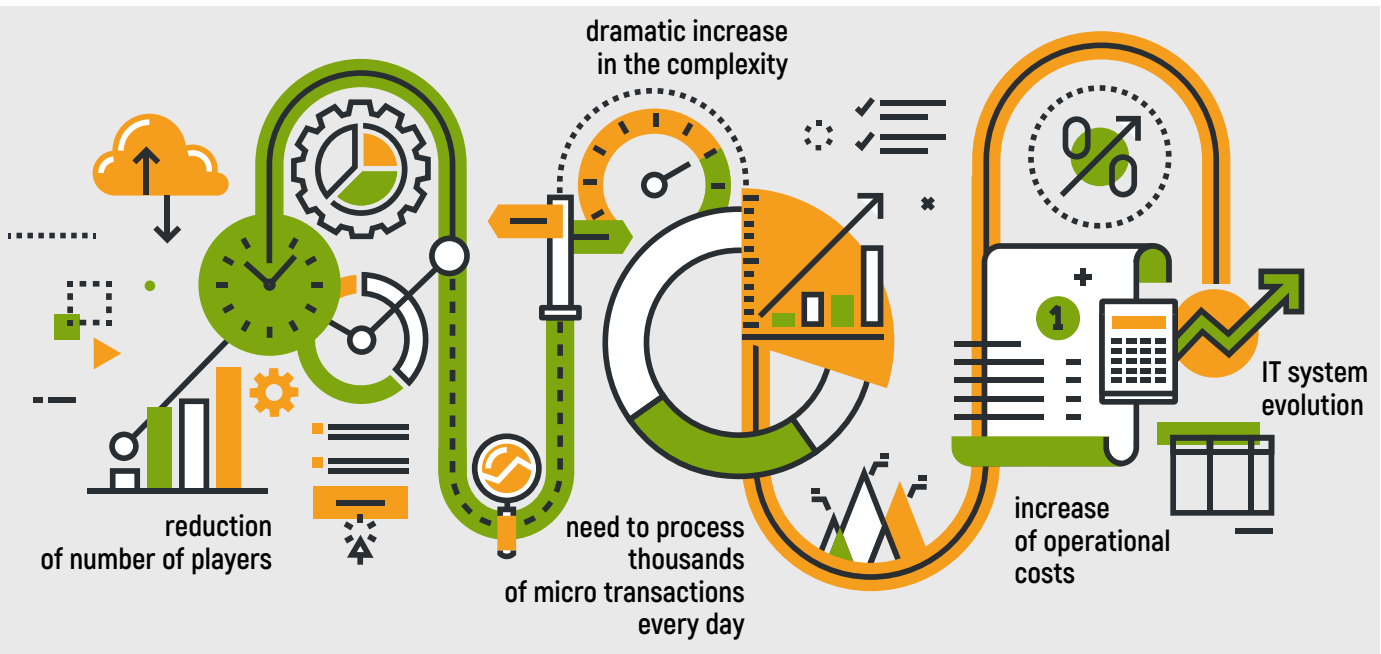 dramatic increase
in the complexity
1
%
IT system
evolution
reduction
of number of players
need to process
thousands
of micro transactions
every day
increase
of operational
costs